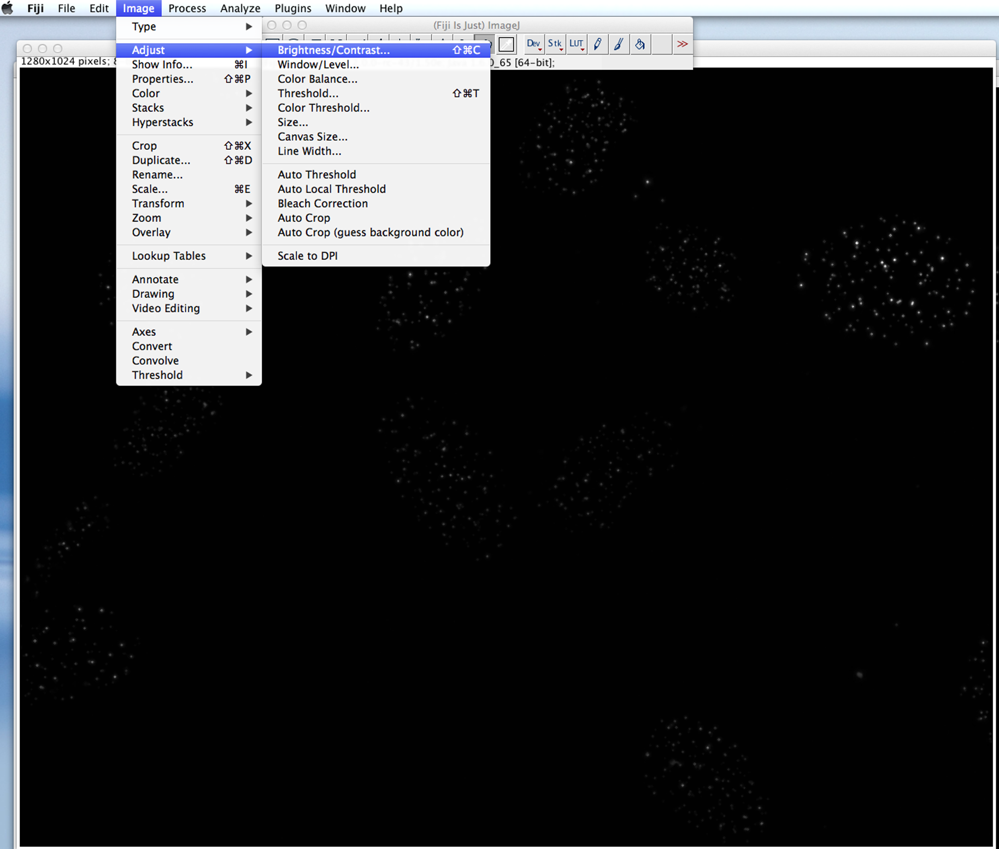 Fiji File Edit Image Process Analyze Plugins Window Help
(Fiji Is Just) ImageJ
Dev Stk LUT >>
1280x1024 pixels;
0_65 [64-bit];
Type
Adjust
Show Info... ⌘I
Properties... ⇧⌘P
Color
Stacks
Hyperstacks
Crop ⇧⌘X
Duplicate... ⇧⌘D
Rename...
Scale... ⌘E
Transform
Zoom
Overlay
Lookup Tables
Annotate
Drawing
Video Editing
Axes
Convert
Convolve
Threshold
Brightness/Contrast... ⇧⌘C
Window/Level...
Color Balance...
Threshold... ⇧⌘T
Color Threshold...
Size...
Canvas Size...
Line Width...
Auto Threshold
Auto Local Threshold
Bleach Correction
Auto Crop
Auto Crop (guess background color)
Scale to DPI